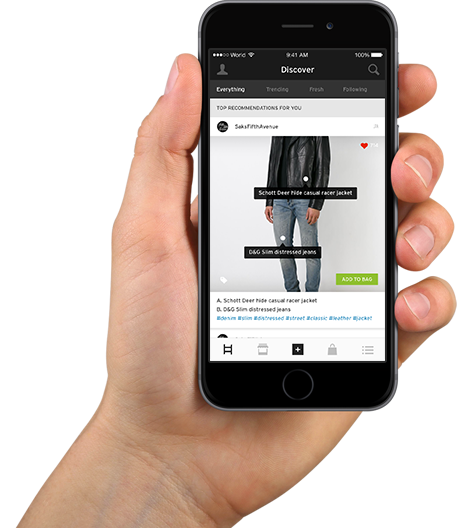 World 9:41 AM 100%
Discover
Everything Trending Fresh Following
TOP RECOMMENDATIONS FOR YOU
SaksFifthAvenue
Schott Deer hide casual racer jacket
D&G Slim distressed jeans
ADD TO BAG
A. Schott Deer hide casual racer jacket
B. D&G Slim distressed jeans
#denim #slim #distressed #street #classic #leather #jacket